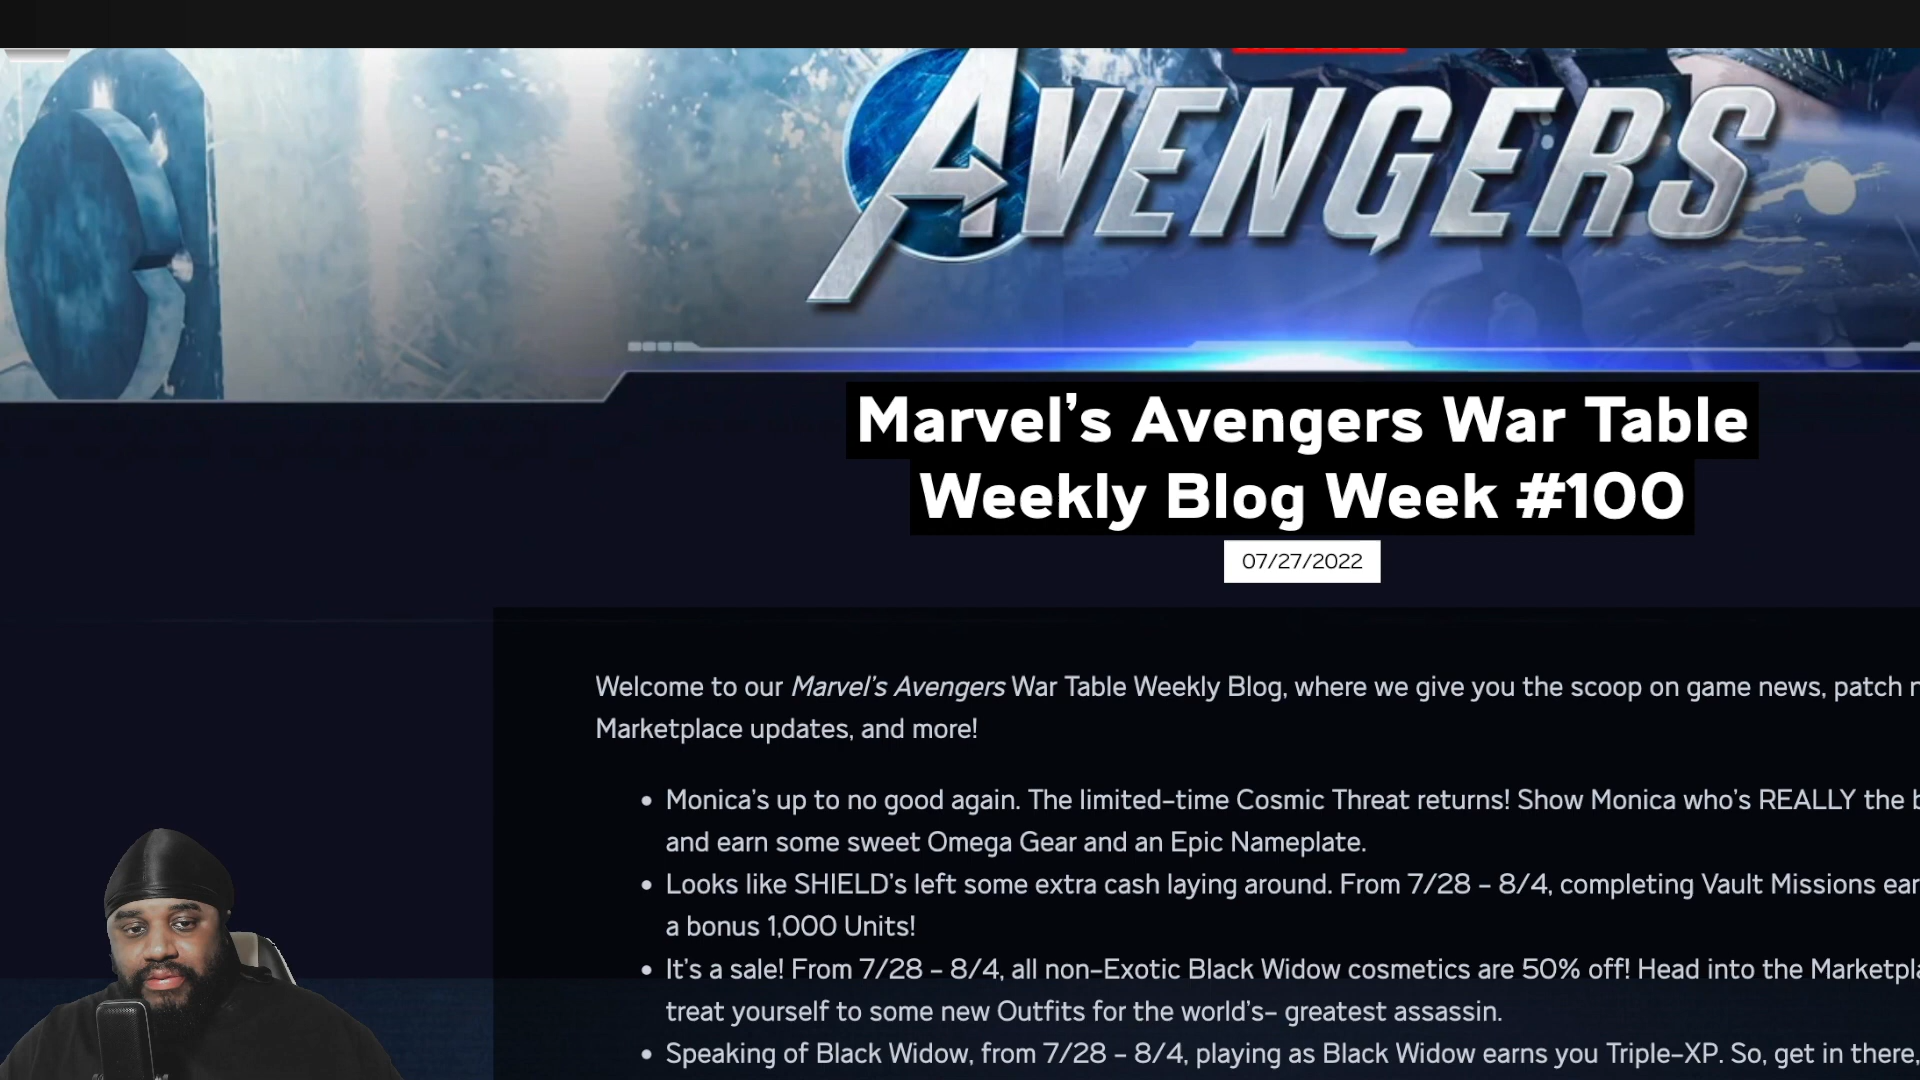 AVENGERS
Marvel’s Avengers War Table
Weekly Blog Week #100
07/27/2022
Welcome to our Marvel’s Avengers War Table Weekly Blog, where we give you the scoop on game news, patch
Marketplace updates, and more!
• Monica’s up to no good again. The limited-time Cosmic Threat returns! Show Monica who’s REALLY the
and earn some sweet Omega Gear and an Epic Nameplate.
• Looks like SHIELD’s left some extra cash laying around. From 7/28 – 8/4, completing Vault Missions
a bonus 1,000 Units!
• It’s a sale! From 7/28 – 8/4, all non-Exotic Black Widow cosmetics are 50% off! Head into the
treat yourself to some new Outfits for the world’s– greatest assassin.
• Speaking of Black Widow, from 7/28 – 8/4, playing as Black Widow earns you Triple-XP. So, get in there,